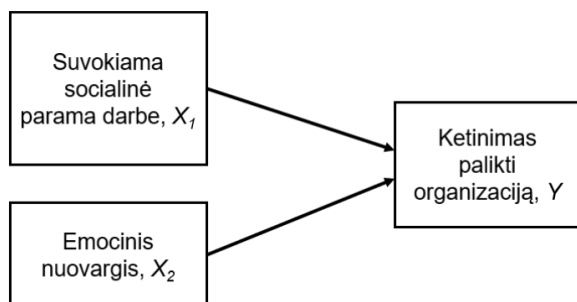 Suvokiama
socialinė
parama darbe, X₁
Ketinimas
palikti
organizaciją, Y
Emocinis
nuovargis, X₂